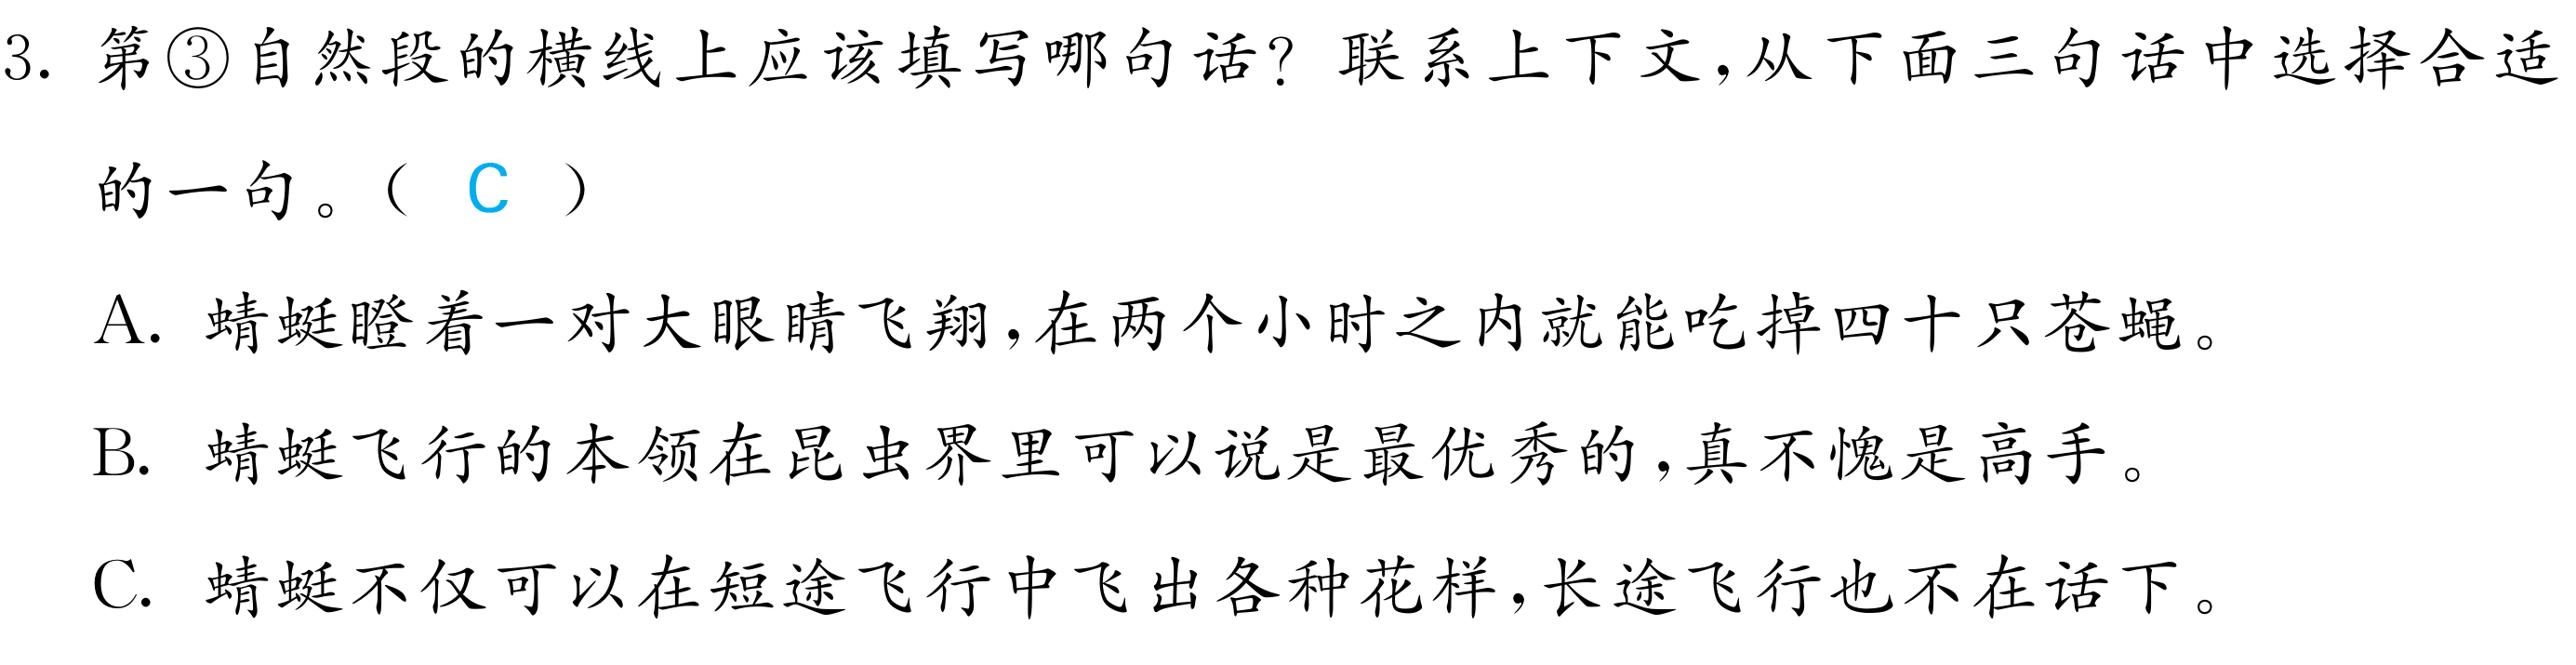 3. 第③自然段的横线上应该填写哪句话？联系上下文,从下面三句话中选择合适
的一句。( C )
A. 蜻蜓瞪着一对大眼睛飞翔,在两个小时之内就能吃掉四十只苍蝇。
B. 蜻蜓飞行的本领在昆虫界里可以说是最优秀的,真不愧是高手。
C. 蜻蜓不仅可以在短途飞行中飞出各种花样,长途飞行也不在话下。